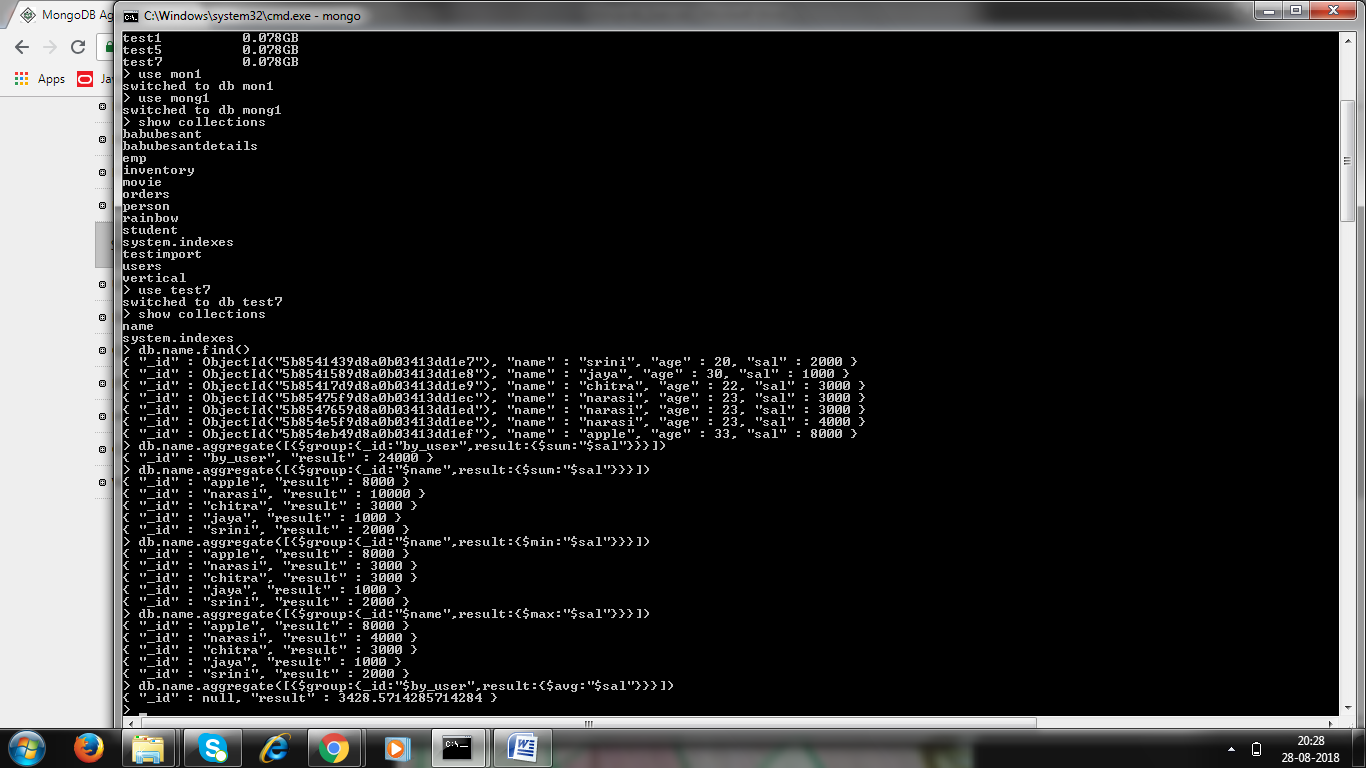 MongoDB Ag
C:\Windows\system32\cmd.exe - mongo
Apps
test1 0.078GB
test5 0.078GB
test7 0.078GB
> use mon1
switched to db mon1
> use mong1
switched to db mong1
> show collections
babubesant
babubesantdetails
emp
inventory
movie
orders
person
rainbow
student
system.indexes
testimport
users
vertical
> use test7
switched to db test7
> show collections
name
system.indexes
> db.name.find()
{ "_id" : ObjectId("5b8541439d8a0b03413dd1e7"), "name" : "srini", "age" : 20, "sal" : 2000 }
{ "_id" : ObjectId("5b8541589d8a0b03413dd1e8"), "name" : "jaya", "age" : 30, "sal" : 1000 }
{ "_id" : ObjectId("5b85417d9d8a0b03413dd1e9"), "name" : "chitra", "age" : 22, "sal" : 3000 }
{ "_id" : ObjectId("5b85475f9d8a0b03413dd1ec"), "name" : "narasi", "age" : 23, "sal" : 3000 }
{ "_id" : ObjectId("5b8547659d8a0b03413dd1ed"), "name" : "narasi", "age" : 23, "sal" : 3000 }
{ "_id" : ObjectId("5b854e5f9d8a0b03413dd1ee"), "name" : "narasi", "age" : 23, "sal" : 4000 }
{ "_id" : ObjectId("5b854eb49d8a0b03413dd1ef"), "name" : "apple", "age" : 33, "sal" : 8000 }
> db.name.aggregate([{$group:{_id:"by_user",result:{$sum:"$sal"}}}])
{ "_id" : "by_user", "result" : 24000 }
> db.name.aggregate([{$group:{_id:"$name",result:{$sum:"$sal"}}}])
{ "_id" : "apple", "result" : 8000 }
{ "_id" : "narasi", "result" : 10000 }
{ "_id" : "chitra", "result" : 3000 }
{ "_id" : "jaya", "result" : 1000 }
{ "_id" : "srini", "result" : 2000 }
> db.name.aggregate([{$group:{_id:"$name",result:{$min:"$sal"}}}])
{ "_id" : "apple", "result" : 8000 }
{ "_id" : "narasi", "result" : 3000 }
{ "_id" : "chitra", "result" : 3000 }
{ "_id" : "jaya", "result" : 1000 }
{ "_id" : "srini", "result" : 2000 }
> db.name.aggregate([{$group:{_id:"$name",result:{$max:"$sal"}}}])
{ "_id" : "apple", "result" : 8000 }
{ "_id" : "narasi", "result" : 4000 }
{ "_id" : "chitra", "result" : 3000 }
{ "_id" : "jaya", "result" : 1000 }
{ "_id" : "srini", "result" : 2000 }
> db.name.aggregate([{$group:{_id:"$by_user",result:{$avg:"$sal"}}}])
{ "_id" : null, "result" : 3428.5714285714284 }
>
20:28
28-08-2018